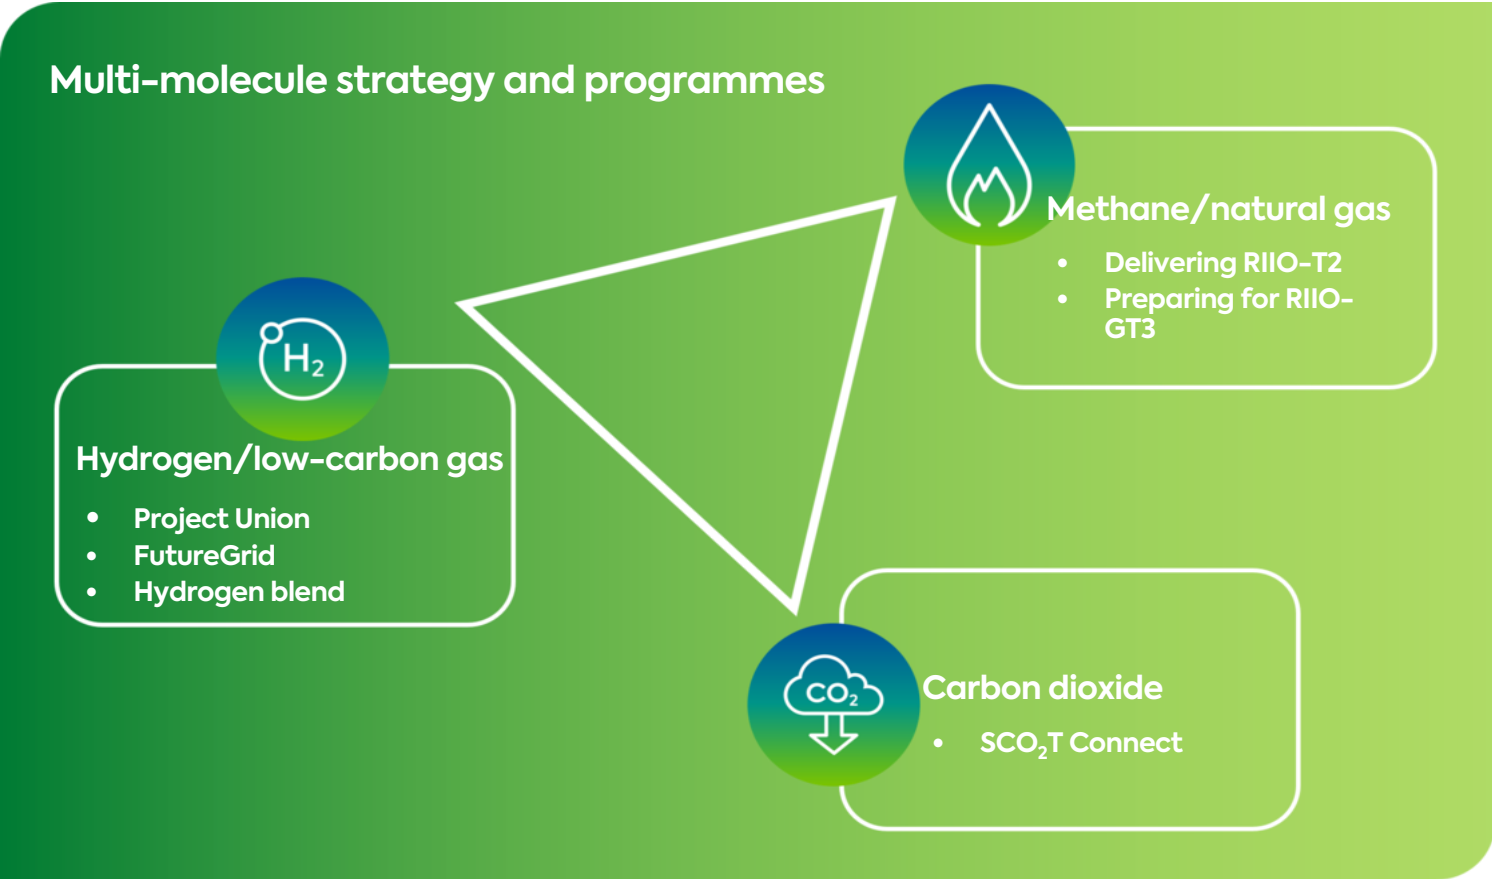 Multi-molecule strategy and programmes
Methane/natural gas
• Delivering RIIO-T2
• Preparing for RIIO-
GT3
H₂
Hydrogen/low-carbon gas
• Project Union
• FutureGrid
• Hydrogen blend
CO₂
Carbon dioxide
• SCO₂T Connect